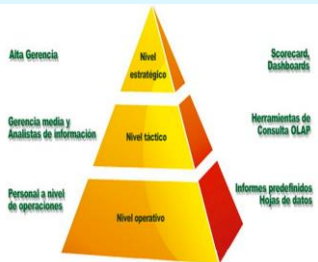 Alta Gerencia
Nivel
estratégico
Scorecard,
Dashboards
Gerencia media y
Analistas de información
Nivel táctico
Herramientas de
Consulta OLAP
Personal a nivel
de operaciones
Nivel operativo
Informes predefinidos
Hojas de datos